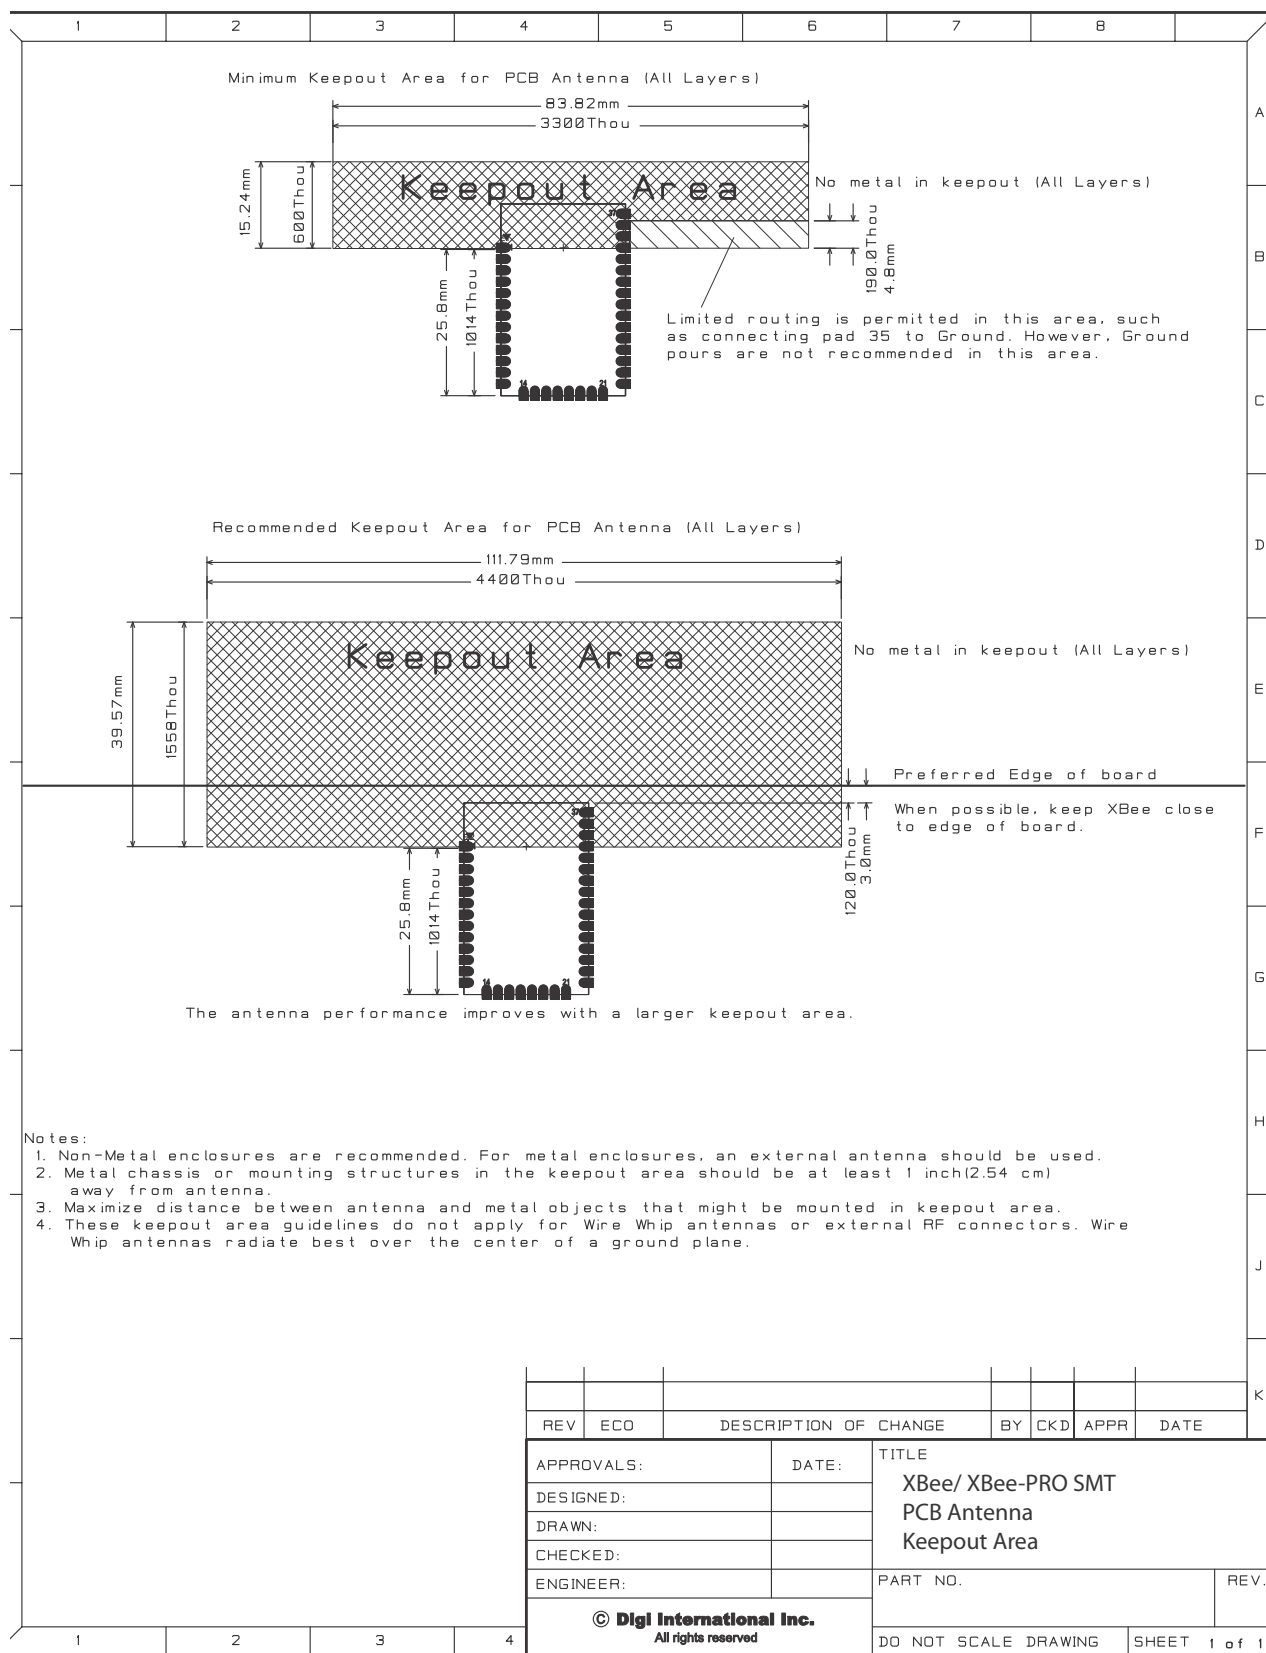 1 2 3 4 5 6 7 8
Minimum Keepout Area for PCB Antenna (All Layers)
83.82mm
3300Thou
A
Keepout Area
No metal in keepout (All Layers)
15.24mm
600Thou
37
190.0Thou
4.8mm
B
25.8mm
1014Thou
Limited routing is permitted in this area, such
as connecting pad 35 to Ground. However, Ground
pours are not recommended in this area.
14 21
C
Recommended Keepout Area for PCB Antenna (All Layers)
D
111.79mm
4400Thou
Keepout Area
No metal in keepout (All Layers)
E
39.57mm
1558Thou
Preferred Edge of board
When possible, keep XBee close
to edge of board.
F
37
120.0Thou
3.0mm
25.8mm
1014Thou
14 21
G
The antenna performance improves with a larger keepout area.
H
Notes:
1. Non-Metal enclosures are recommended. For metal enclosures, an external antenna should be used.
2. Metal chassis or mounting structures in the keepout area should be at least 1 inch(2.54 cm)
away from antenna.
3. Maximize distance between antenna and metal objects that might be mounted in keepout area.
4. These keepout area guidelines do not apply for Wire Whip antennas or external RF connectors. Wire
Whip antennas radiate best over the center of a ground plane.
J
K
REV ECO DESCRIPTION OF CHANGE BY CKD APPR DATE
APPROVALS: DATE:
DESIGNED:
DRAWN:
CHECKED:
ENGINEER:
TITLE
XBee/ XBee-PRO SMT
PCB Antenna
Keepout Area
PART NO. REV.
© Digi International Inc.
All rights reserved
DO NOT SCALE DRAWING SHEET 1 of 1
1 2 3 4